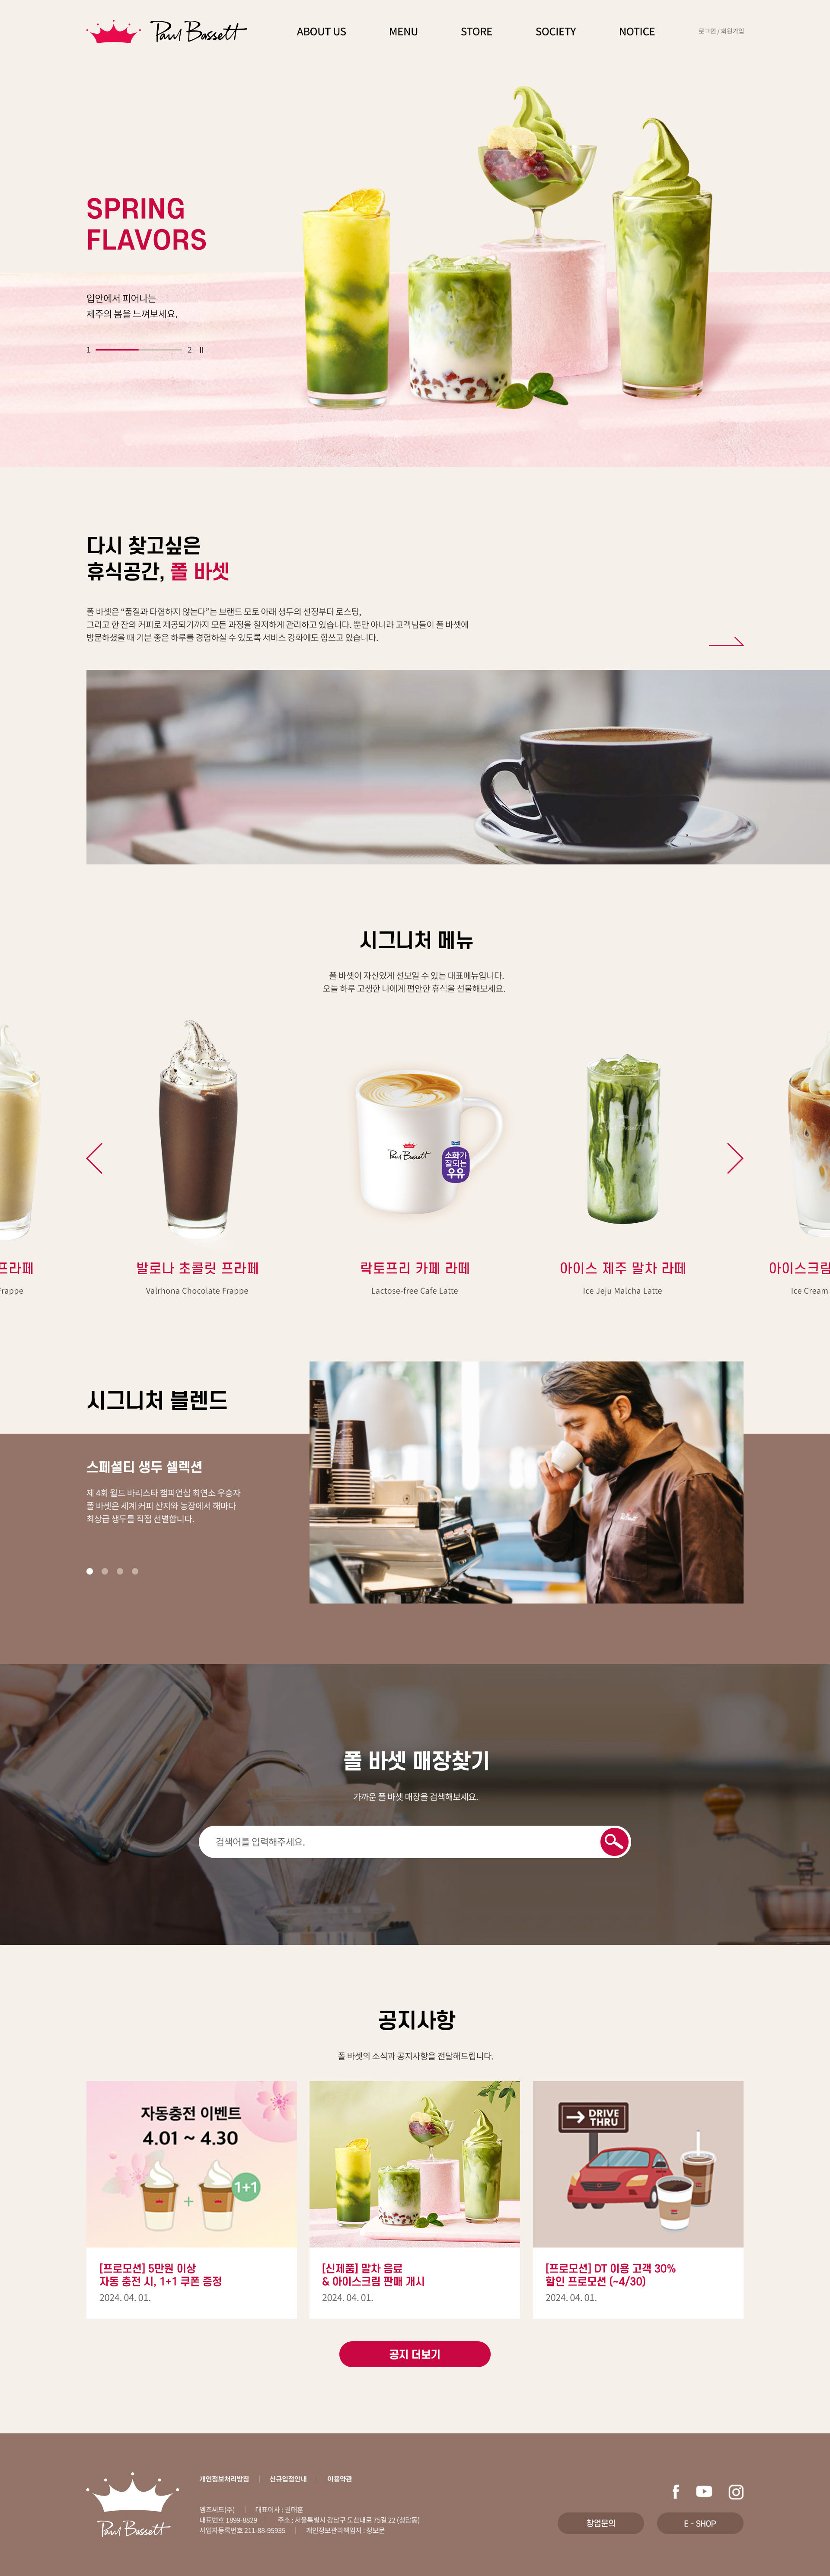 Paul Bassett
ABOUT US
MENU
STORE
SOCIETY
NOTICE
로그인 / 회원가입
SPRING
FLAVORS
입안에서 피어나는
제주의 봄을 느껴보세요.
1
2
다시 찾고싶은
휴식공간, 폴 바셋
폴 바셋은 “품질과 타협하지 않는다”는 브랜드 모토 아래 생두의 선정부터 로스팅,
그리고 한 잔의 커피로 제공되기까지 모든 과정을 철저하게 관리하고 있습니다. 뿐만 아니라 고객님들이 폴 바셋에
방문하셨을 때 기분 좋은 하루를 경험하실 수 있도록 서비스 강화에도 힘쓰고 있습니다.
시그니처 메뉴
폴 바셋이 자신있게 선보일 수 있는 대표메뉴입니다.
오늘 하루 고생한 나에게 편안한 휴식을 선물해보세요.
Paul Bassett
소화가
잘되는
우유
프라페
Frappe
발로나 초콜릿 프라페
Valrhona Chocolate Frappe
락토프리 카페 라떼
Lactose-free Cafe Latte
아이스 제주 말차 라떼
Ice Jeju Malcha Latte
아이스크림
Ice Cream
시그니처 블렌드
스페셜티 생두 셀렉션
제 4회 월드 바리스타 챔피언십 최연소 우승자
폴 바셋은 세계 커피 산지와 농장에서 해마다
최상급 생두를 직접 선별합니다.
폴 바셋 매장찾기
가까운 폴 바셋 매장을 검색해보세요.
검색어를 입력해주세요.
공지사항
폴 바셋의 소식과 공지사항을 전달해드립니다.
자동충전 이벤트
4.01 ~ 4.30
+
1+1
DRIVE
THRU
[프로모션] 5만원 이상
자동 충전 시, 1+1 쿠폰 증정
2024. 04. 01.
[신제품] 말차 음료
& 아이스크림 판매 개시
2024. 04. 01.
[프로모션] DT 이용 고객 30%
할인 프로모션 (~4/30)
2024. 04. 01.
공지 더보기
Paul Bassett
개인정보처리방침 | 신규입점안내 | 이용약관
엠즈씨드(주) | 대표이사 : 권태훈
대표번호 1899-8829 | 주소 : 서울특별시 강남구 도산대로 75길 22 (청담동)
사업자등록번호 211-88-95935 | 개인정보관리책임자 : 정보운
창업문의
E - SHOP